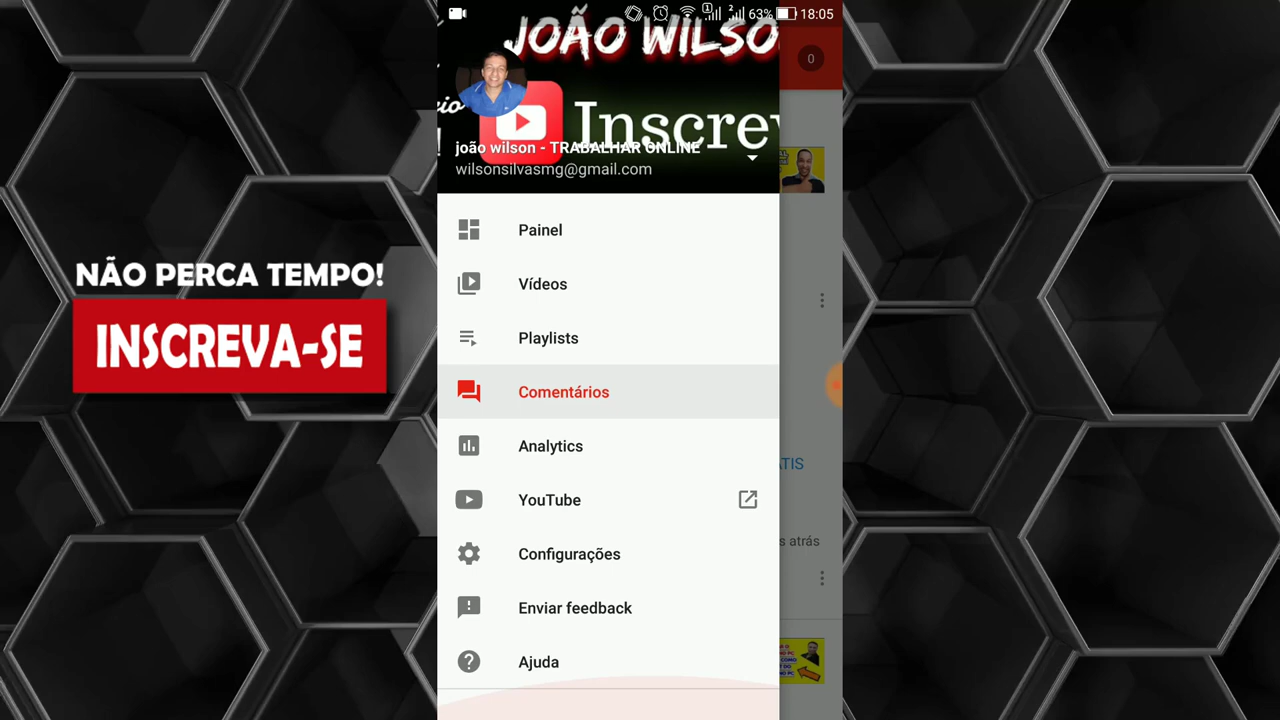 63% 18:05
JOÃO WILSO
0
Inscrev
joão wilson - TRABALHAR ONLINE
wilsonsilvasmg@gmail.com
Painel
Vídeos
NÃO PERCA TEMPO!
INSCREVA-SE
Playlists
Comentários
Analytics
TIS
YouTube
s atrás
Configurações
Enviar feedback
Ajuda